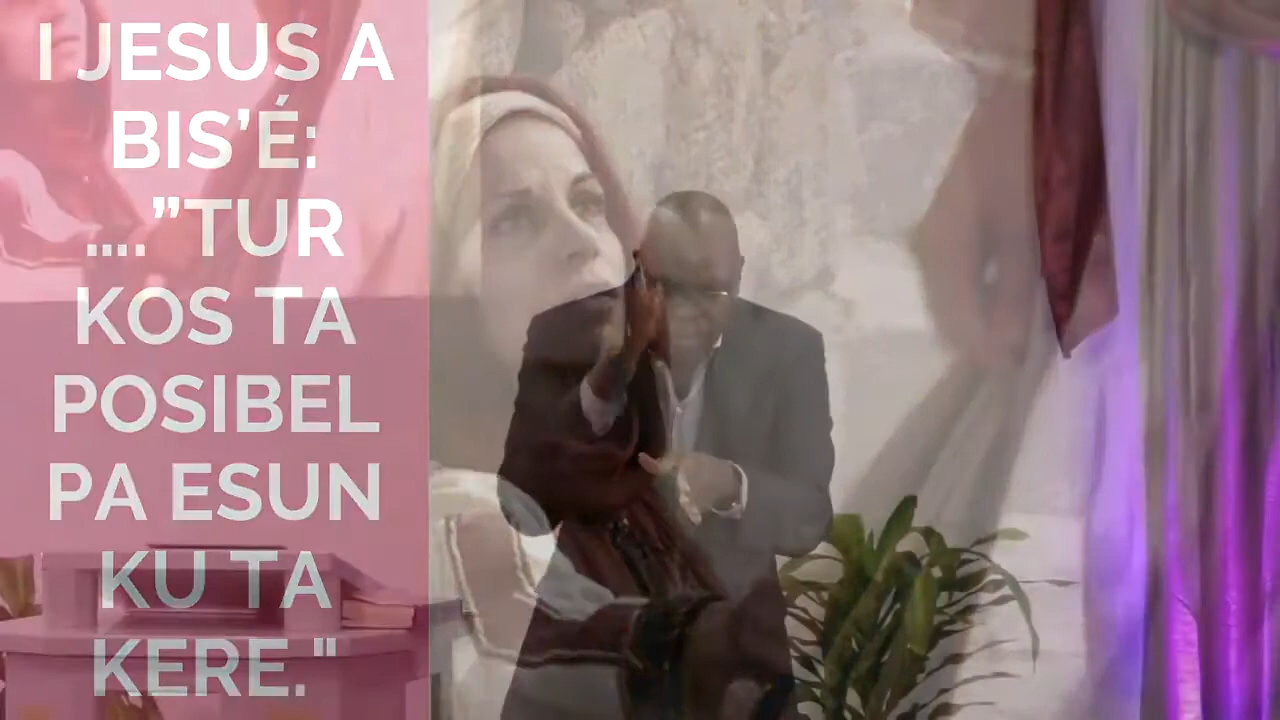 I JESUS A
BIS’É:
….”TUR
KOS TA
POSIBEL
PA ESUN
KU TA
KERE."